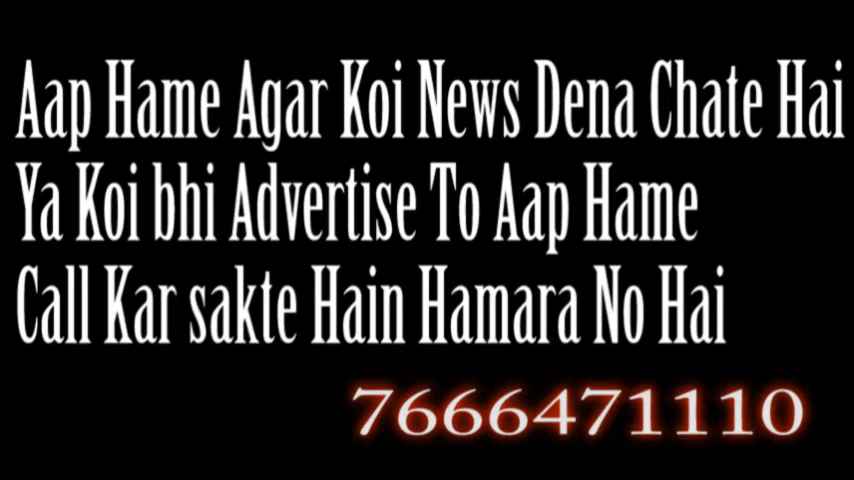 Aap Hame Agar Koi News Dena Chate Hai
Ya Koi bhi Advertise To Aap Hame
Call Kar sakte Hain Hamara No Hai
7666471110